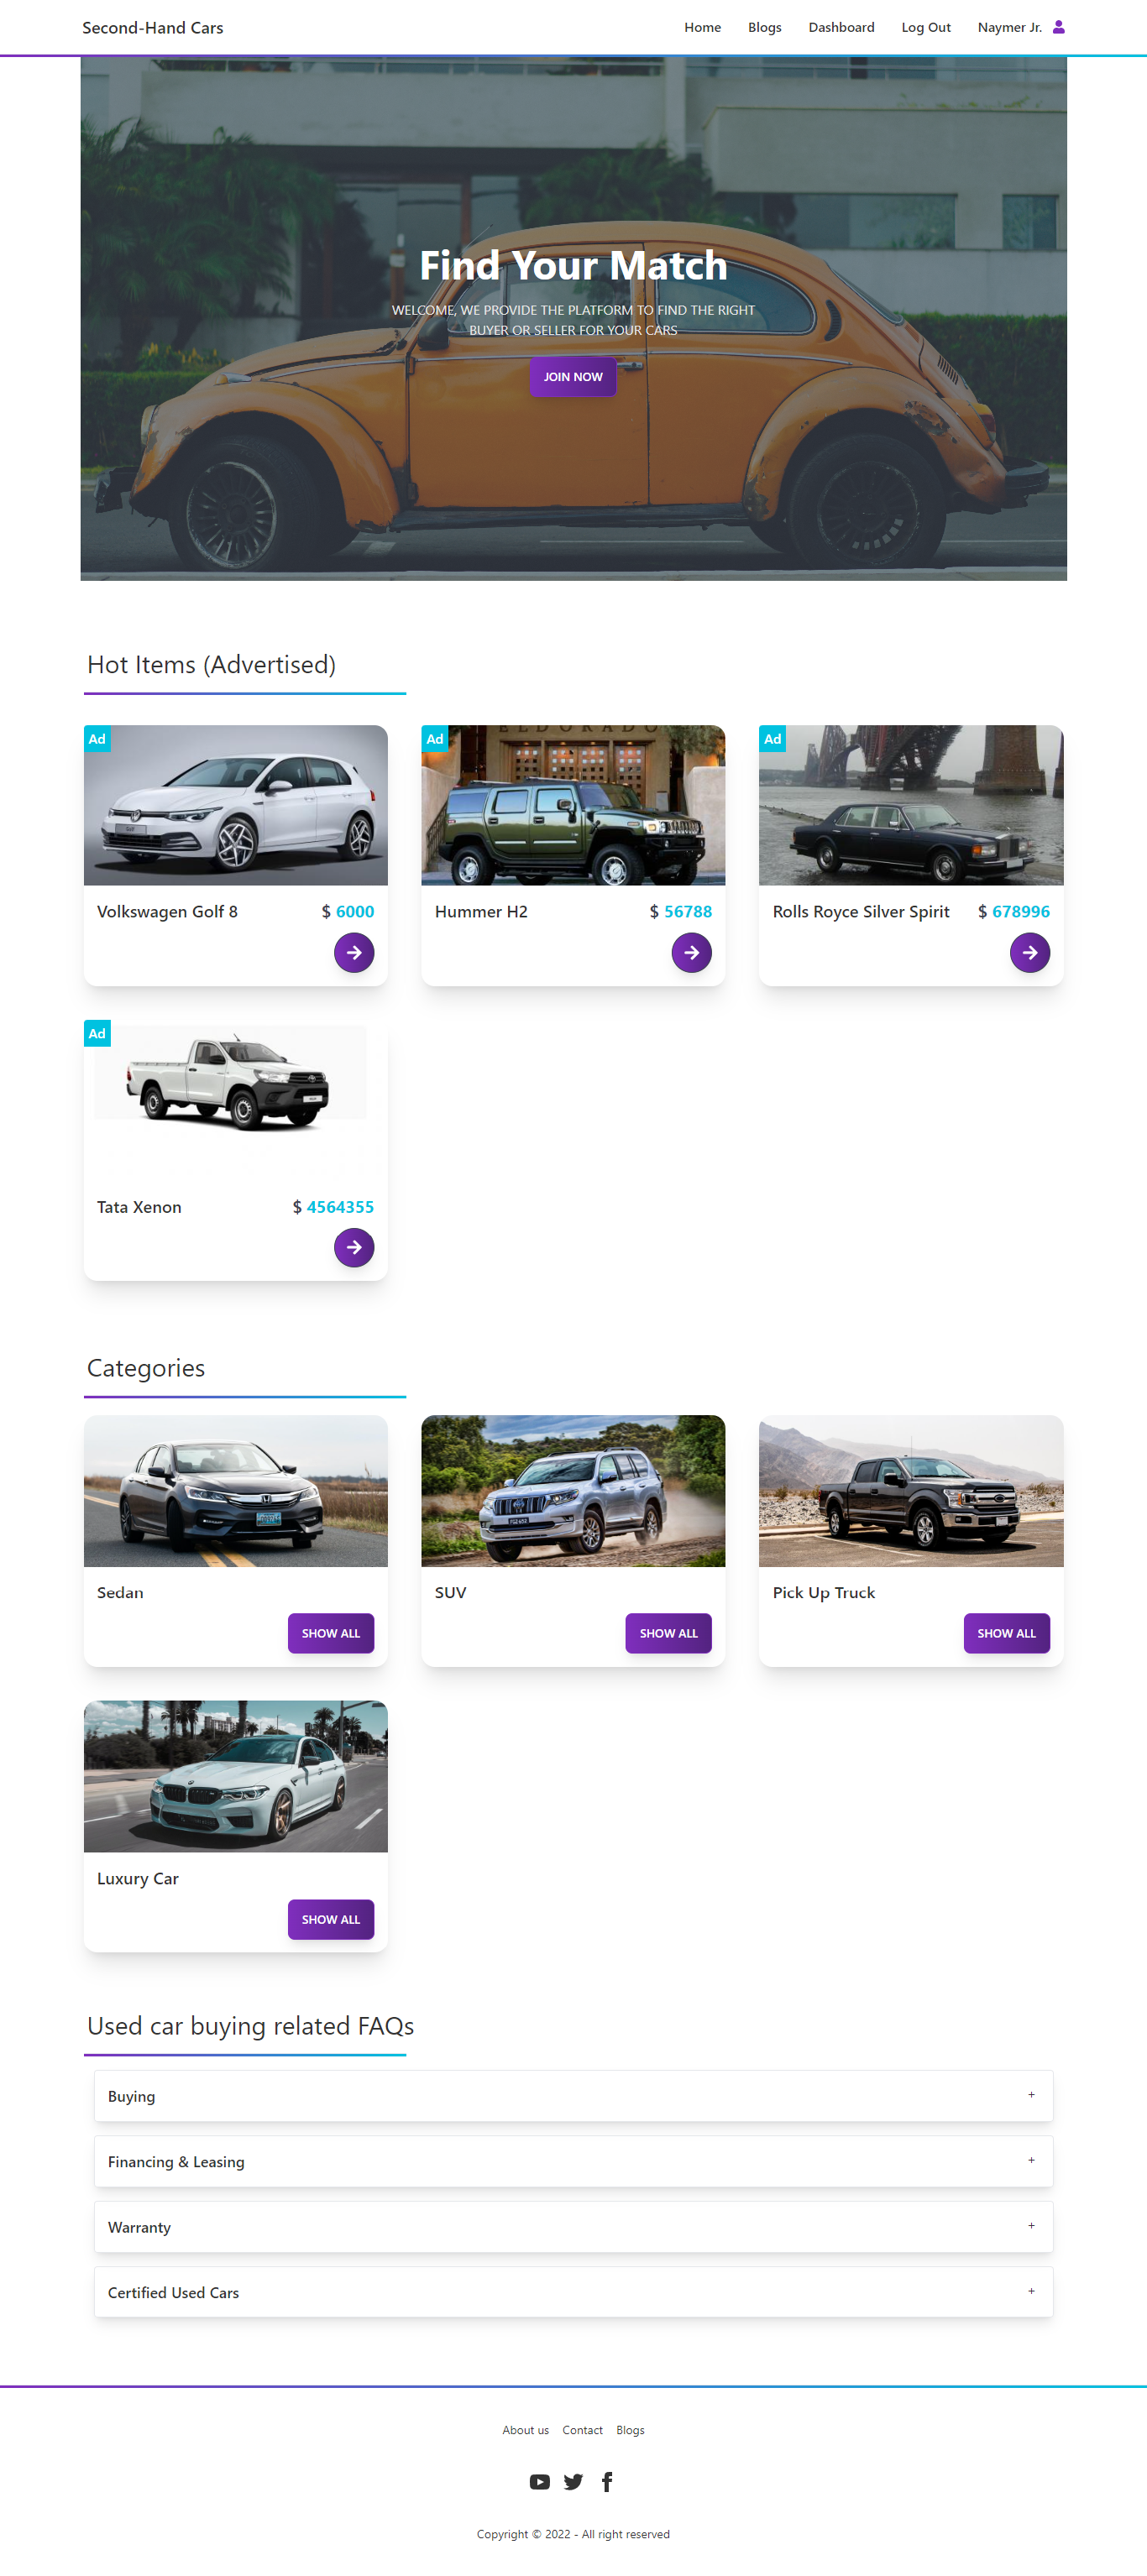 Second-Hand Cars
Home Blogs Dashboard Log Out Naymer Jr.
Find Your Match
WELCOME, WE PROVIDE THE PLATFORM TO FIND THE RIGHT
BUYER OR SELLER FOR YOUR CARS
JOIN NOW
Hot Items (Advertised)
Ad
ELDORADO
Ad
Ad
Volkswagen Golf 8 $ 6000
Hummer H2 $ 56788
Rolls Royce Silver Spirit $ 678996
Ad
Tata Xenon $ 4564355
Categories
Sedan
SUV
Pick Up Truck
SHOW ALL
SHOW ALL
SHOW ALL
Luxury Car
SHOW ALL
Used car buying related FAQs
Buying +
Financing & Leasing +
Warranty +
Certified Used Cars +
About us Contact Blogs
Copyright © 2022 - All right reserved